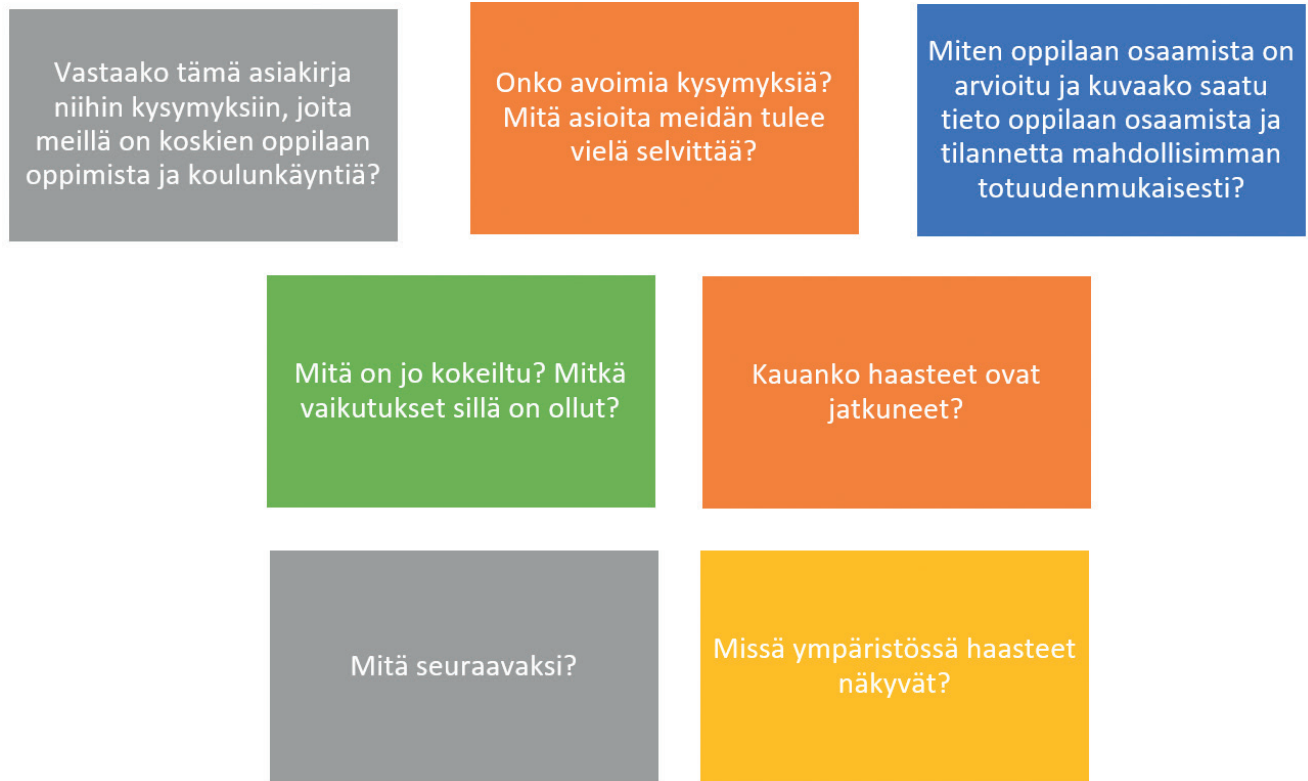 Vastaako tämä asiakirja
niihin kysymyksiin, joita
meillä on koskien oppilaan
oppimista ja koulunkäyntiä?
Onko avoimia kysymyksiä?
Mitä asioita meidän tulee
vielä selvittää?
Miten oppilaan osaamista on
arvioitu ja kuvaako saatu
tieto oppilaan osaamista ja
tilannetta mahdollisimman
totuudenmukaisesti?
Mitä on jo kokeiltu? Mitkä
vaikutukset sillä on ollut?
Kauanko haasteet ovat
jatkuneet?
Mitä seuraavaksi?
Missä ympäristössä haasteet
näkyvät?